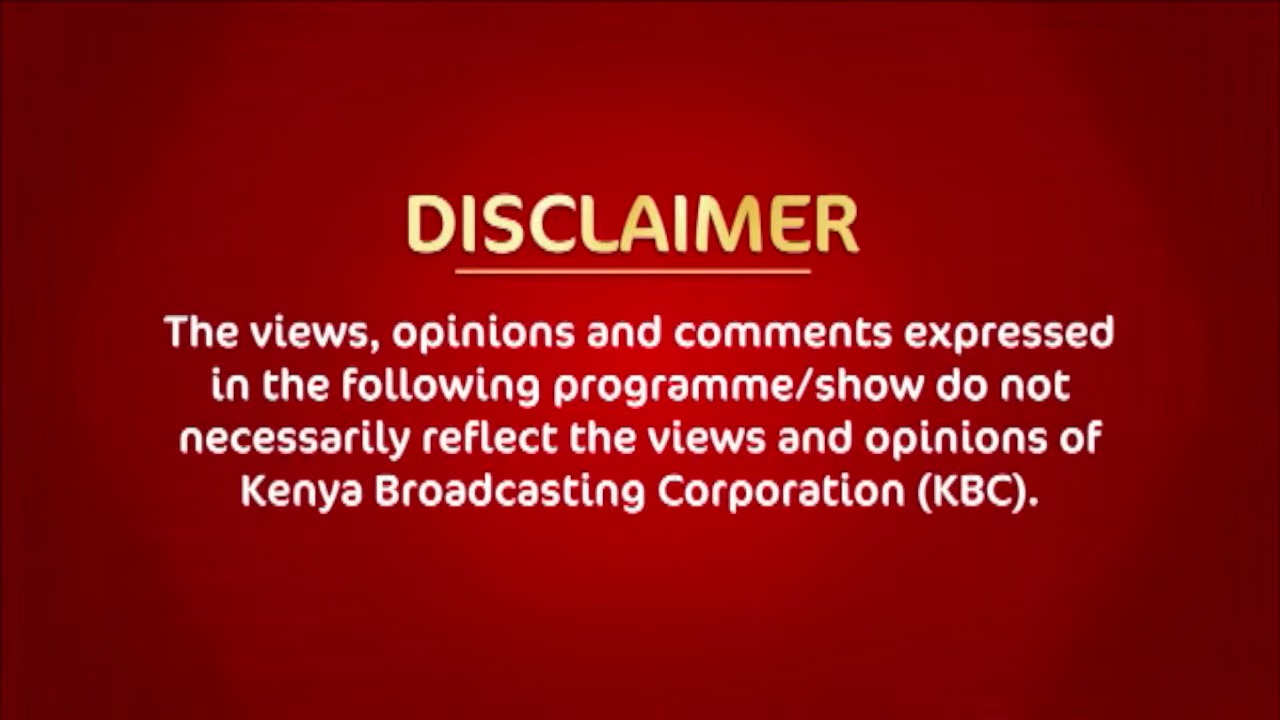 DISCLAIMER
The views, opinions and comments expressed
in the following programme/show do not
necessarily reflect the views and opinions of
Kenya Broadcasting Corporation (KBC).